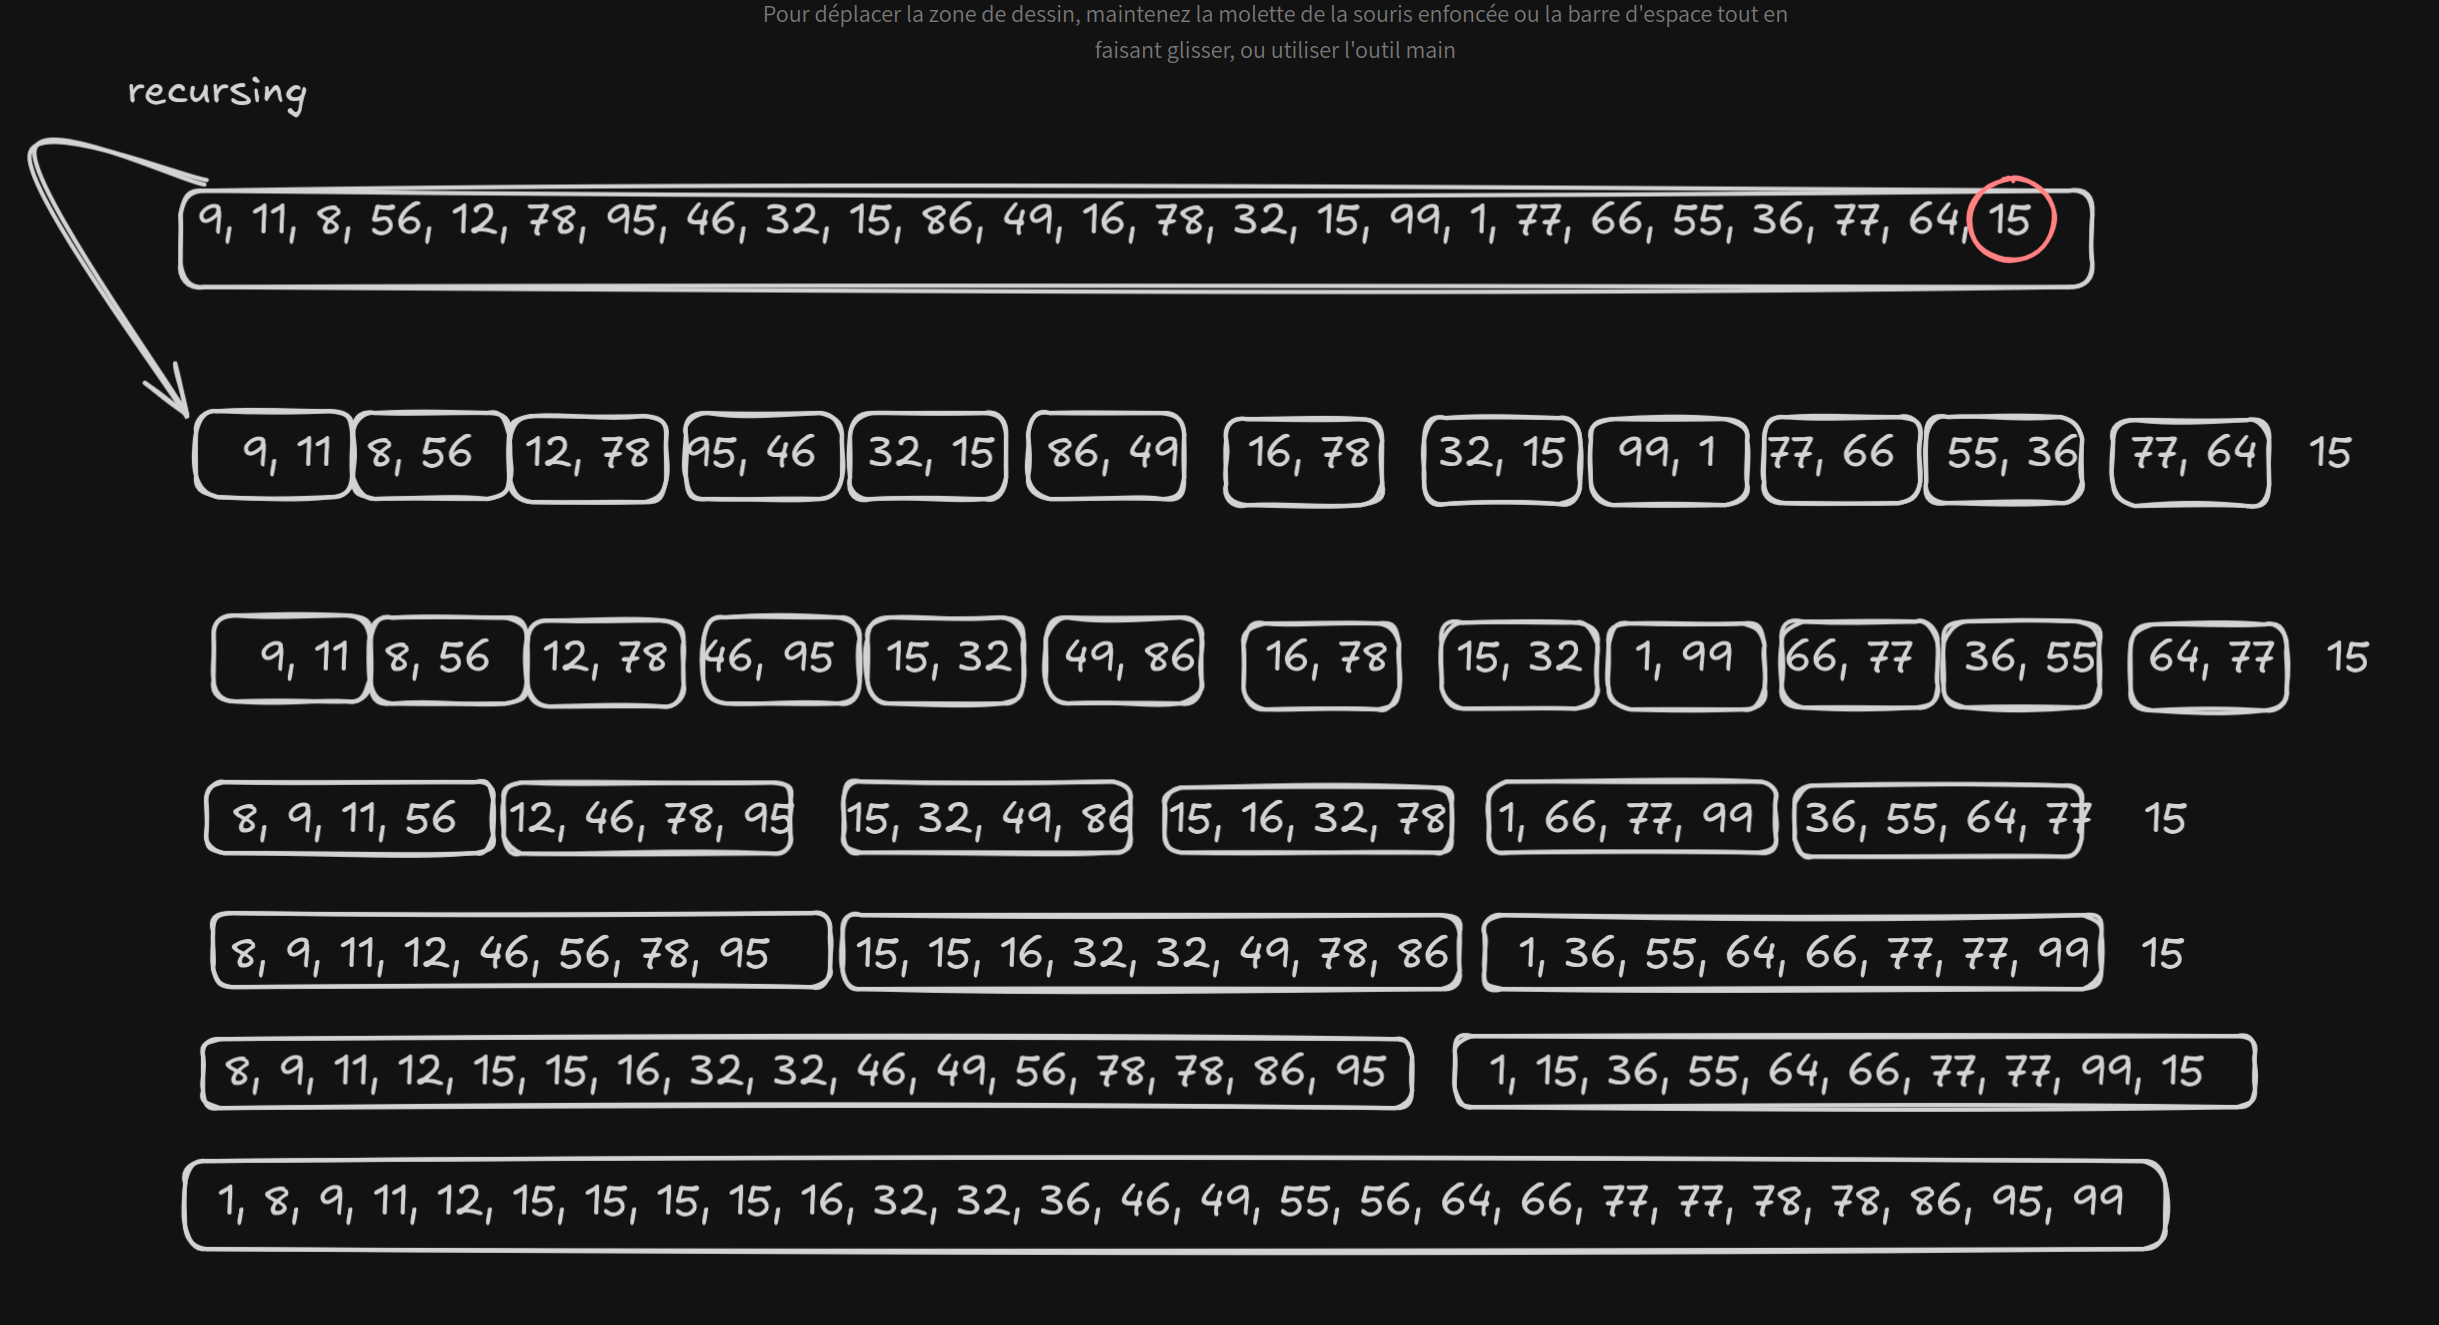 Pour déplacer la zone de dessin, maintenez la molette de la souris enfoncée ou la barre d'espace tout en
faisant glisser, ou utiliser l'outil main
recursing
9, 11, 8, 56, 12, 78, 95, 46, 32, 15, 86, 49, 16, 78, 32, 15, 99, 1, 77, 66, 55, 36, 77, 64, 15
9, 11 8, 56 12, 78 95, 46 32, 15 86, 49 16, 78 32, 15 99, 1 77, 66 55, 36 77, 64 15
9, 11 8, 56 12, 78 46, 95 15, 32 49, 86 16, 78 15, 32 1, 99 66, 77 36, 55 64, 77 15
8, 9, 11, 56 12, 46, 78, 95 15, 32, 49, 86 15, 16, 32, 78 1, 66, 77, 99 36, 55, 64, 77 15
8, 9, 11, 12, 46, 56, 78, 95 15, 15, 16, 32, 32, 49, 78, 86 1, 36, 55, 64, 66, 77, 77, 99 15
8, 9, 11, 12, 15, 15, 16, 32, 32, 46, 49, 56, 78, 78, 86, 95 1, 15, 36, 55, 64, 66, 77, 77, 99, 15
1, 8, 9, 11, 12, 15, 15, 15, 15, 16, 32, 32, 36, 46, 49, 55, 56, 64, 66, 77, 77, 78, 78, 86, 95, 99